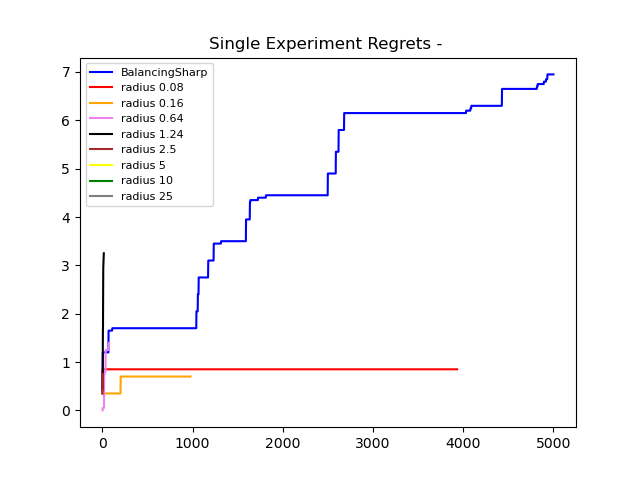 Single Experiment Regrets -
7
6
5
4
3
2
1
0
BalancingSharp
radius 0.08
radius 0.16
radius 0.64
radius 1.24
radius 2.5
radius 5
radius 10
radius 25
0 1000 2000 3000 4000 5000